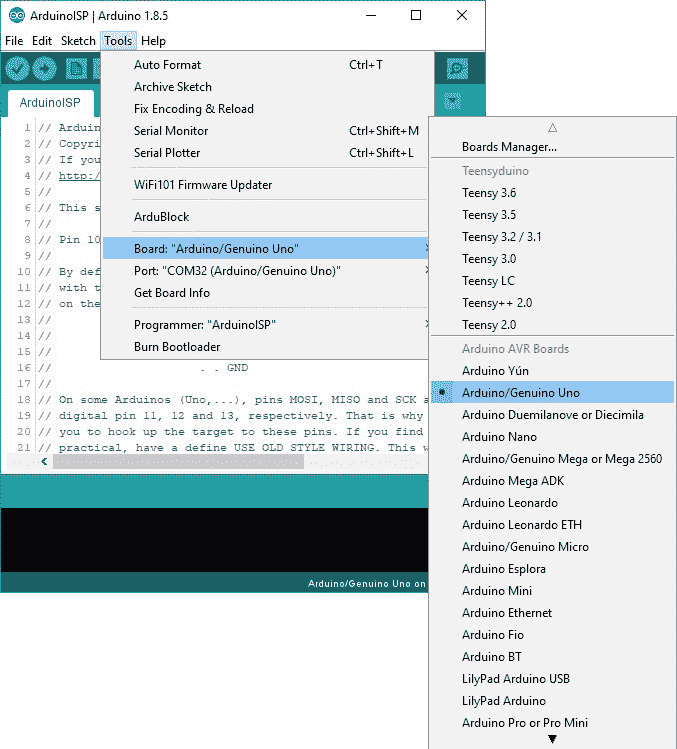 ArduinoISP | Arduino 1.8.5
File Edit Sketch Tools Help
ArduinoISP
Auto Format Ctrl+T
Archive Sketch
Fix Encoding & Reload
Serial Monitor Ctrl+Shift+M
Serial Plotter Ctrl+Shift+L
WiFi101 Firmware Updater
ArduBlock
Board: "Arduino/Genuino Uno"
Port: "COM32 (Arduino/Genuino Uno)"
Get Board Info
Programmer: "ArduinoISP"
Burn Bootloader
1 // Arduin
2 // Copyri
3 // If you
4 // http:/
5 //
6 // This s
7 //
8 // Pin 10
9 //
10 // By def
11 // with t
12 // on the
13 //
14 //
15 //
16 // . . GND
17 //
18 // On some Arduinos (Uno,...), pins MOSI, MISO and SCK a
19 // digital pin 11, 12 and 13, respectively. That is why
20 // you to hook up the target to these pins. If you find
21 // practical, have a define USE OLD STYLE WIRING. This w
Arduino/Genuino Uno on
Boards Manager...
Teensyduino
Teensy 3.6
Teensy 3.5
Teensy 3.2 / 3.1
Teensy 3.0
Teensy LC
Teensy++ 2.0
Teensy 2.0
Arduino AVR Boards
Arduino Yún
Arduino/Genuino Uno
Arduino Duemilanove or Diecimila
Arduino Nano
Arduino/Genuino Mega or Mega 2560
Arduino Mega ADK
Arduino Leonardo
Arduino Leonardo ETH
Arduino/Genuino Micro
Arduino Esplora
Arduino Mini
Arduino Ethernet
Arduino Fio
Arduino BT
LilyPad Arduino USB
LilyPad Arduino
Arduino Pro or Pro Mini